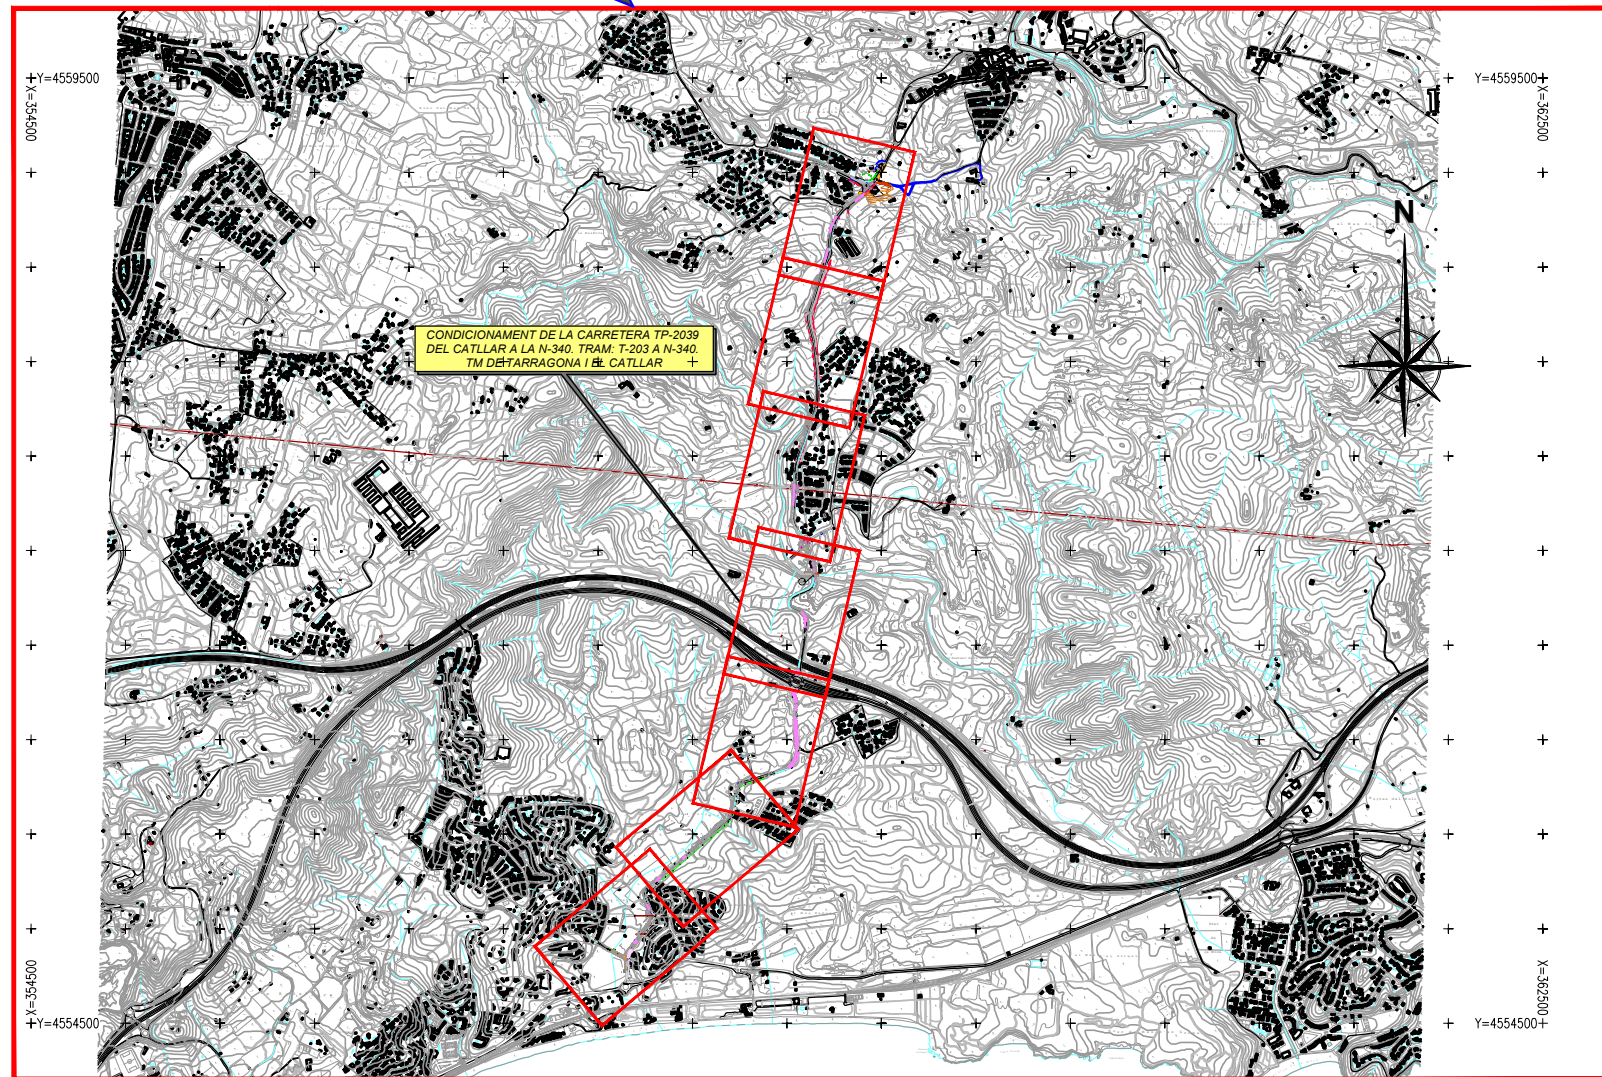 Y=4559500
Y=4559500
X=354500
X=362500
N
CONDICIONAMENT DE LA CARRETERA TP-2039
DEL CATLLAR A LA N-340. TRAM: T-203 A N-340.
TM DE TARRAGONA I EL CATLLAR
X=354500
X=362500
Y=4554500
Y=4554500